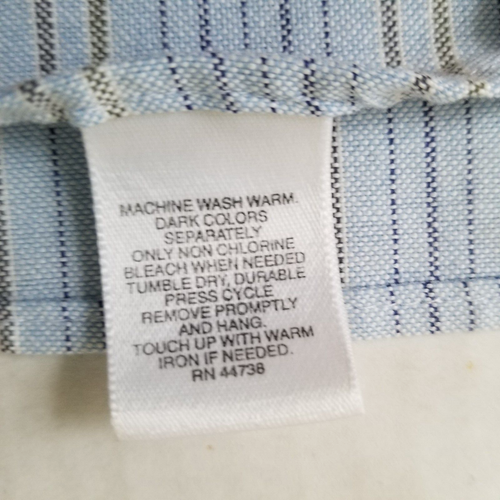 MACHINE WASH WARM.
DARK COLORS
SEPARATELY
ONLY NON CHLORINE
BLEACH WHEN NEEDED
TUMBLE DRY, DURABLE
PRESS CYCLE
REMOVE PROMPTLY
AND HANG.
TOUCH UP WITH WARM
IRON IF NEEDED.
RN 44738